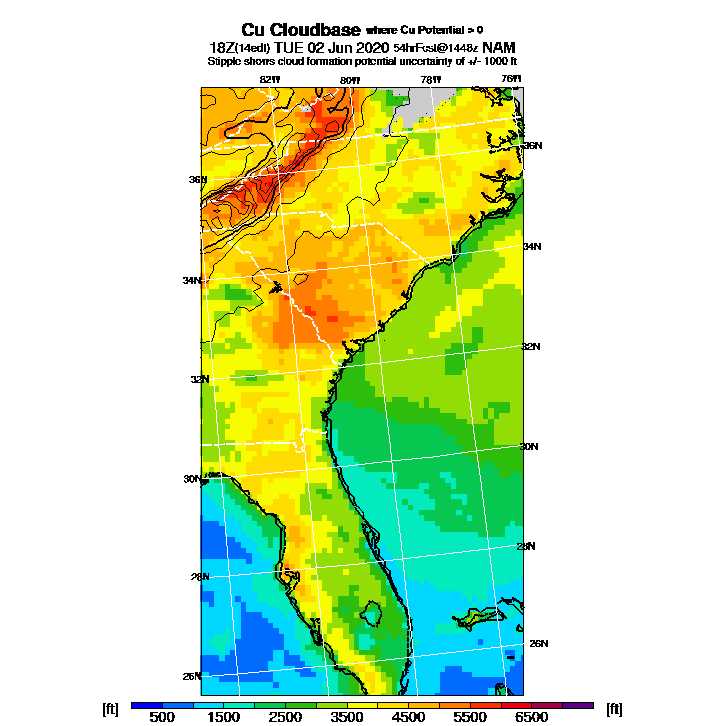 Cu Cloudbase where Cu Potential > 0
18Z(14edt) TUE 02 Jun 2020 54hrFcst@1448z NAM
Stipple shows cloud formation potential uncertainty of +/- 1000 ft
82W 80W 78W 76W
36N
36N
34N
34N
32N
32N
30N
30N
28N
28N
26N
26N
[ft] 500 1500 2500 3500 4500 5500 6500 [ft]